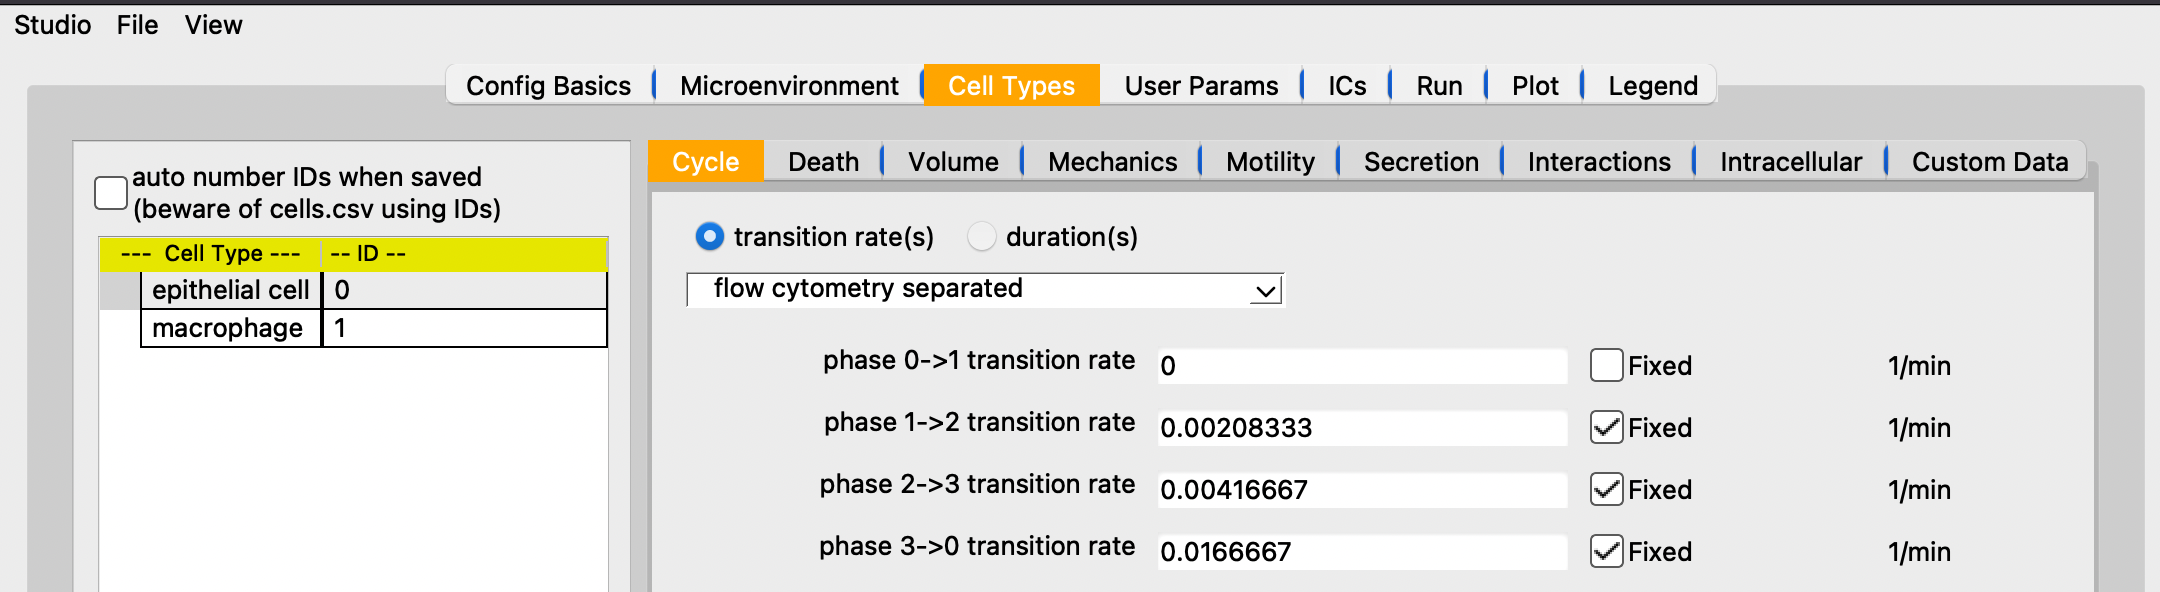 Studio File View
Config Basics Microenvironment Cell Types User Params ICs Run Plot Legend
auto number IDs when saved
(beware of cells.csv using IDs)
--- Cell Type --- -- ID --
epithelial cell 0
macrophage 1
Cycle Death Volume Mechanics Motility Secretion Interactions Intracellular Custom Data
transition rate(s) duration(s)
flow cytometry separated
phase 0->1 transition rate 0 Fixed 1/min
phase 1->2 transition rate 0.00208333 Fixed 1/min
phase 2->3 transition rate 0.00416667 Fixed 1/min
phase 3->0 transition rate 0.0166667 Fixed 1/min